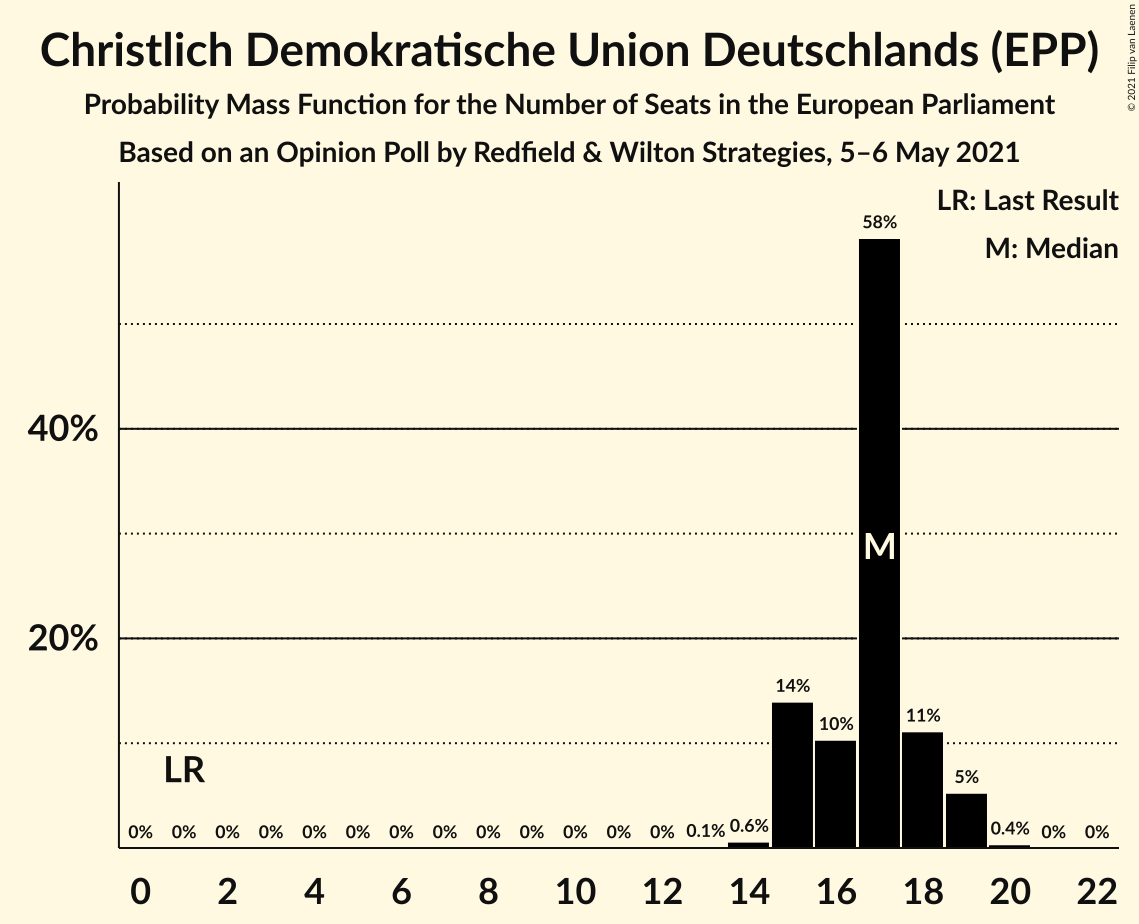 Christlich Demokratische Union Deutschlands (EPP)
Probability Mass Function for the Number of Seats in the European Parliament
Based on an Opinion Poll by Redfield & Wilton Strategies, 5–6 May 2021
© 2021 Filip van Laenen
LR: Last Result
M: Median
58%
40%
M
20%
14%
10%
11%
5%
LR
0% 0% 0% 0% 0% 0% 0% 0% 0% 0% 0% 0% 0% 0.1% 0.6% 0.4% 0% 0%
0 2 4 6 8 10 12 14 16 18 20 22